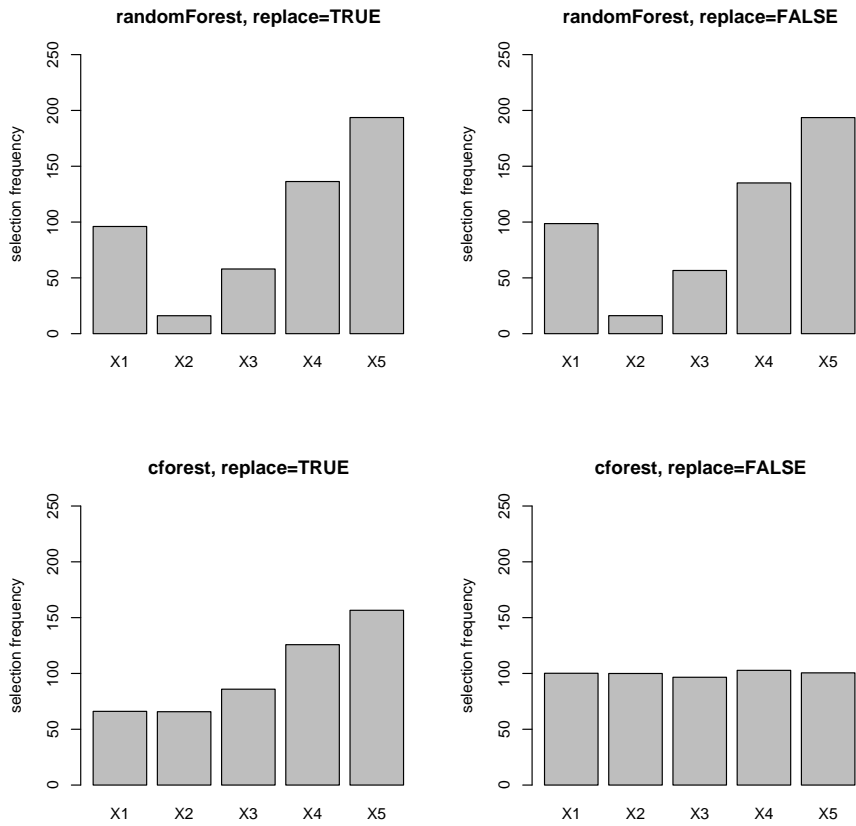 randomForest, replace=TRUE
selection frequency
0 50 100 150 200 250
X1 X2 X3 X4 X5
randomForest, replace=FALSE
selection frequency
0 50 100 150 200 250
X1 X2 X3 X4 X5
cforest, replace=TRUE
selection frequency
0 50 100 150 200 250
X1 X2 X3 X4 X5
cforest, replace=FALSE
selection frequency
0 50 100 150 200 250
X1 X2 X3 X4 X5